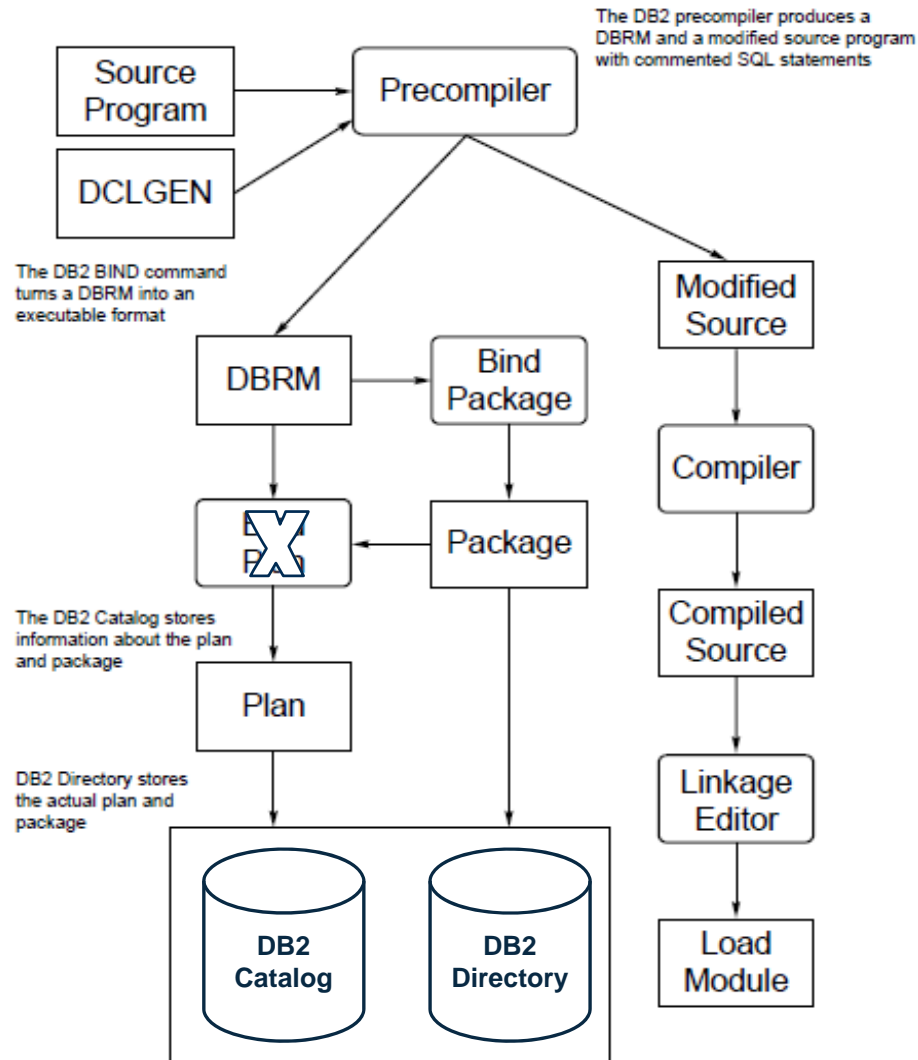 The DB2 precompiler produces a
DBRM and a modified source program
with commented SQL statements
Source
Program
Precompiler
DCLGEN
The DB2 BIND command
turns a DBRM into an
executable format
Modified
Source
DBRM
Bind
Package
Compiler
X
Package
The DB2 Catalog stores
information about the plan
and package
Compiled
Source
Plan
DB2 Directory stores
the actual plan and
package
Linkage
Editor
DB2
Catalog
DB2
Directory
Load
Module